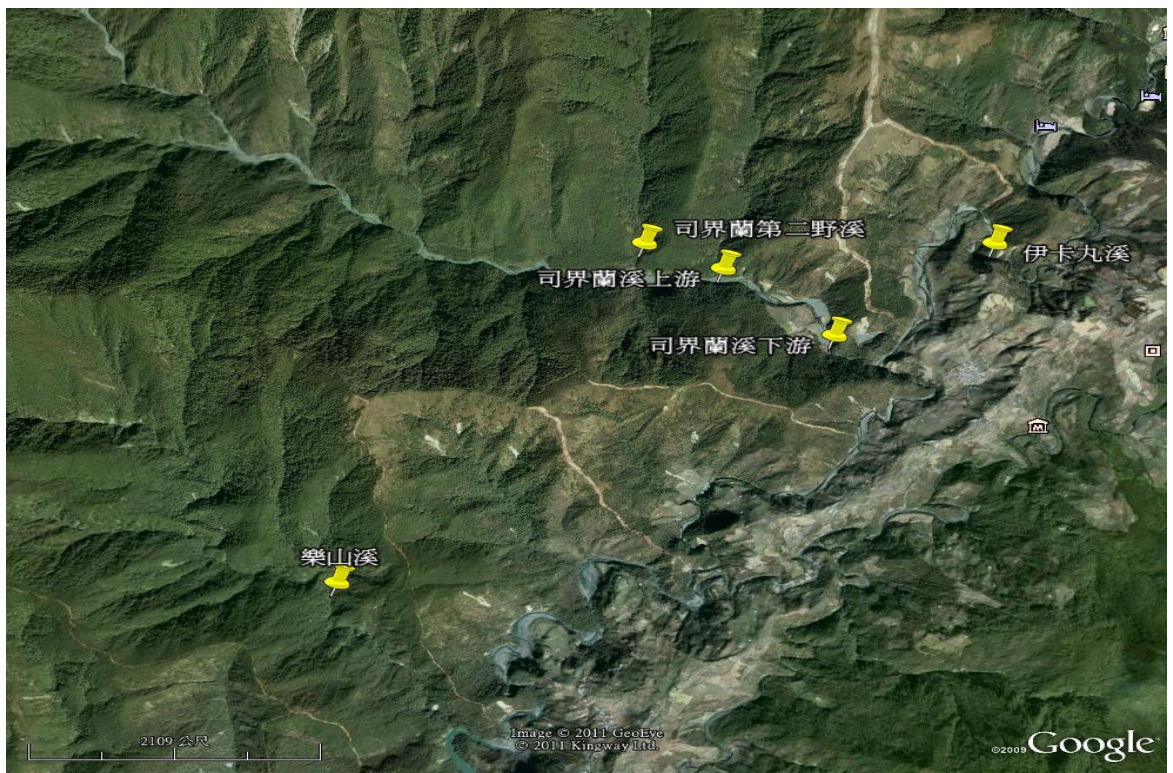 司界蘭第二野溪
伊卡丸溪
司界蘭溪上游
司界蘭溪下游
樂山溪
2109 公尺
Image © 2011 GeoEye
© 2011 Kingway Ltd.
©2009 Google